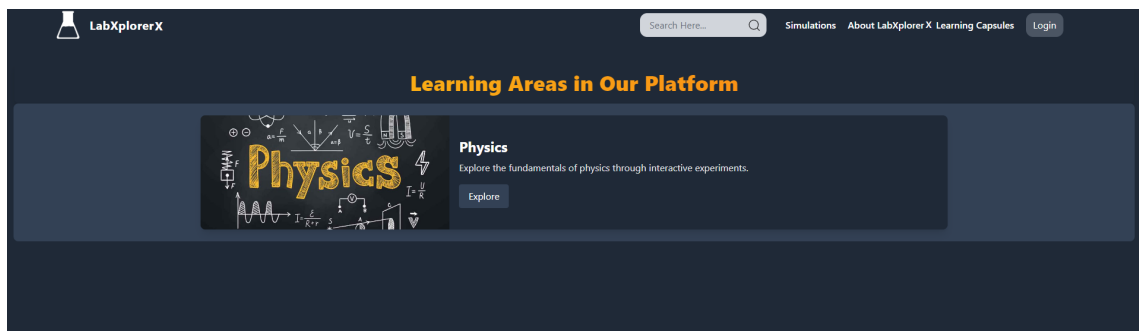 LabXplorerX
Search Here...
Simulations
About LabXplorer X
Learning Capsules
Login
Learning Areas in Our Platform
a = F/m
a
β
a=β
V = S/t
N
S
F
Physics
F
I = U/R
A
V
A
B
I = ε/R+r
S
C
V
Physics
Explore the fundamentals of physics through interactive experiments.
Explore